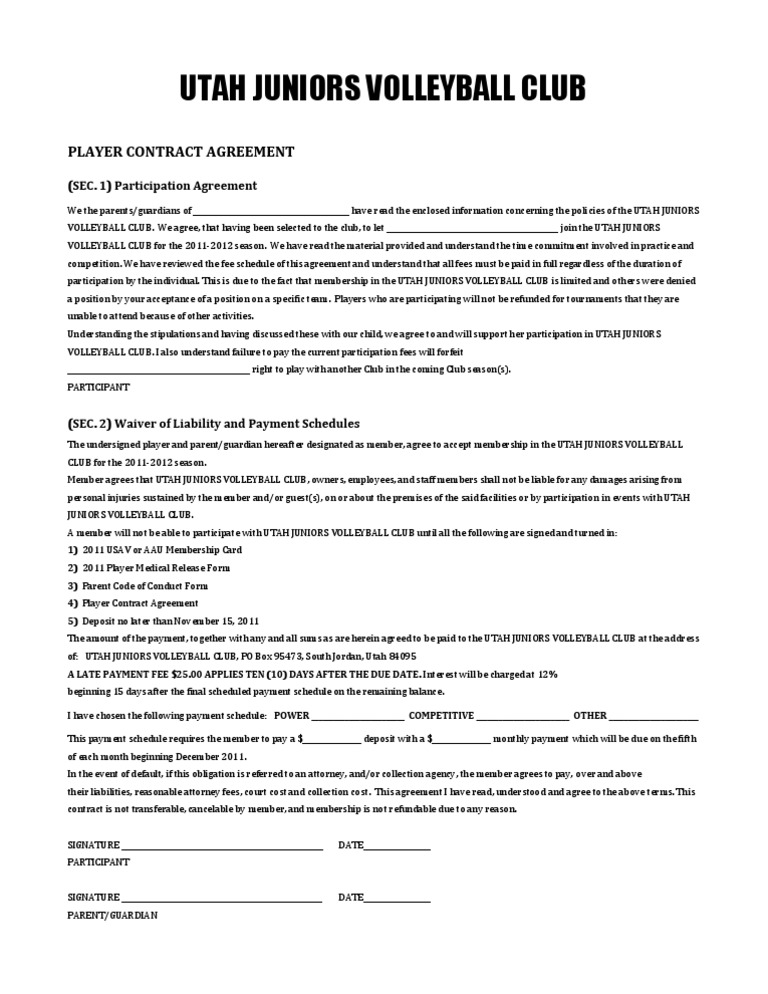 UTAH JUNIORS VOLLEYBALL CLUB
PLAYER CONTRACT AGREEMENT
(SEC. 1) Participation Agreement
We the parents/guardians of ______________________________ have read the enclosed information concerning the policies of the UTAH JUNIORS
VOLLEYBALL CLUB. We agree, that having been selected to the club, to let _________________________________ join the UTAH JUNIORS
VOLLEYBALL CLUB for the 2011-2012 season. We have read the material provided and understand the time commitment involved in practice and
competition. We have reviewed the fee schedule of this agreement and understand that all fees must be paid in full regardless of the duration of
participation by the individual. This is due to the fact that membership in the UTAH JUNIORS VOLLEYBALL CLUB is limited and others were denied
a position by your acceptance of a position on a specific team. Players who are participating will not be refunded for tournaments that they are
unable to attend because of other activities.
Understanding the stipulations and having discussed these with our child, we agree to and will support her participation in UTAH JUNIORS
VOLLEYBALL CLUB. I also understand failure to pay the current participation fees will forfeit
___________________________________ right to play with another Club in the coming Club season(s).
PARTICIPANT
(SEC. 2) Waiver of Liability and Payment Schedules
The undersigned player and parent/guardian hereafter designated as member, agree to accept membership in the UTAH JUNIORS VOLLEYBALL
CLUB for the 2011-2012 season.
Member agrees that UTAH JUNIORS VOLLEYBALL CLUB, owners, employees, and staff members shall not be liable for any damages arising from
personal injuries sustained by the member and/or guest(s), on or about the premises of the said facilities or by participation in events with UTAH
JUNIORS VOLLEYBALL CLUB.
A member will not be able to participate with UTAH JUNIORS VOLLEYBALL CLUB until all the following are signed and turned in:
1) 2011 USAV or AAU Membership Card
2) 2011 Player Medical Release Form
3) Parent Code of Conduct Form
4) Player Contract Agreement
5) Deposit no later than November 15, 2011
The amount of the payment, together with any and all sums as are herein agreed to be paid to the UTAH JUNIORS VOLLEYBALL CLUB at the address
of: UTAH JUNIORS VOLLEYBALL CLUB, PO Box 95473, South Jordan, Utah 84095
A LATE PAYMENT FEE $25.00 APPLIES TEN (10) DAYS AFTER THE DUE DATE. Interest will be charged at 12%
beginning 15 days after the final scheduled payment schedule on the remaining balance.
I have chosen the following payment schedule: POWER __________________ COMPETITIVE __________________ OTHER _________________
This payment schedule requires the member to pay a $___________ deposit with a $___________ monthly payment which will be due on the fifth
of each month beginning December 2011.
In the event of default, if this obligation is referred to an attorney, and/or collection agency, the member agrees to pay, over and above
their liabilities, reasonable attorney fees, court cost and collection cost. This agreement I have read, understood and agree to the above terms. This
contract is not transferable, cancelable by member, and membership is not refundable due to any reason.
SIGNATURE ______________________________________ DATE_____________
PARTICIPANT
SIGNATURE ______________________________________ DATE_____________
PARENT/GUARDIAN